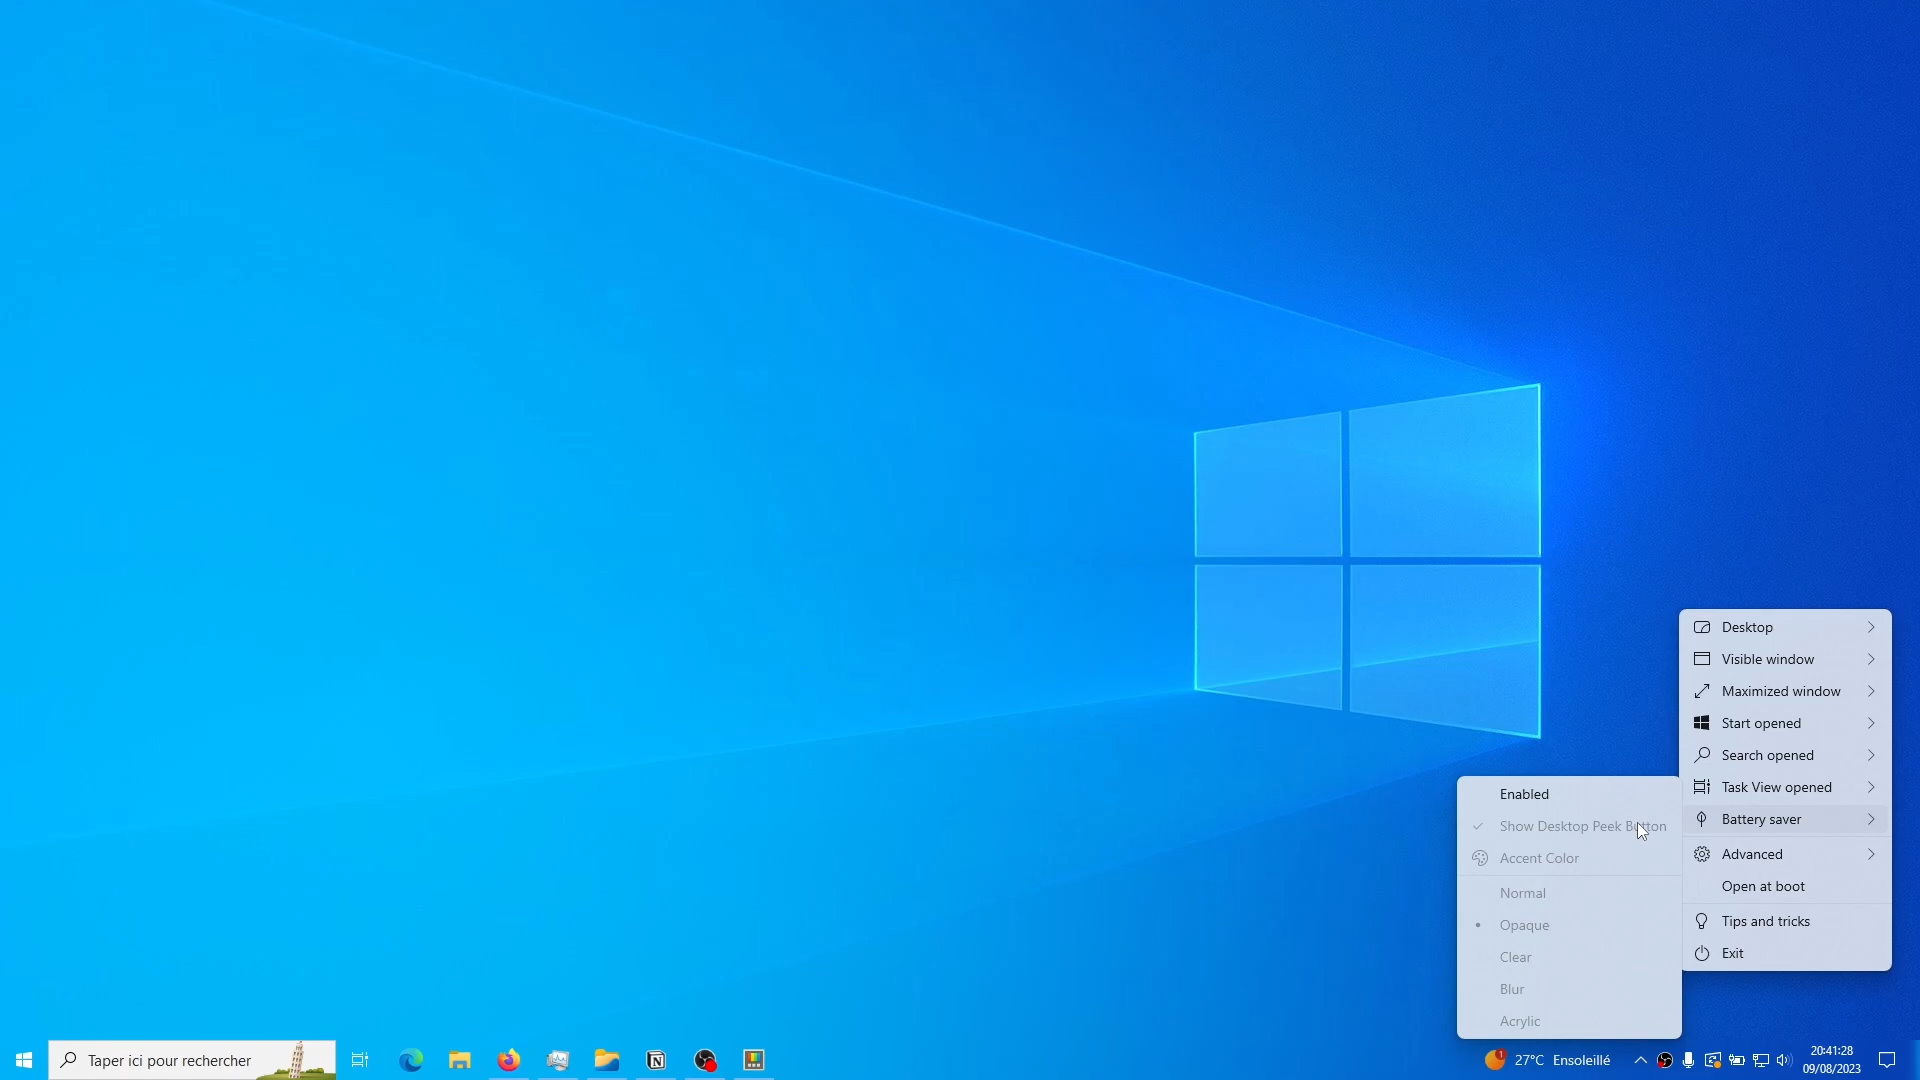 Desktop
Visible window
Maximized window
Start opened
Search opened
Task View opened
Battery saver
Advanced
Open at boot
Tips and tricks
Exit
Enabled
Show Desktop Peek Button
Accent Color
Normal
Opaque
Clear
Blur
Acrylic
Taper ici pour rechercher
1
27°C Ensoleillé
20:41:28
09/08/2023